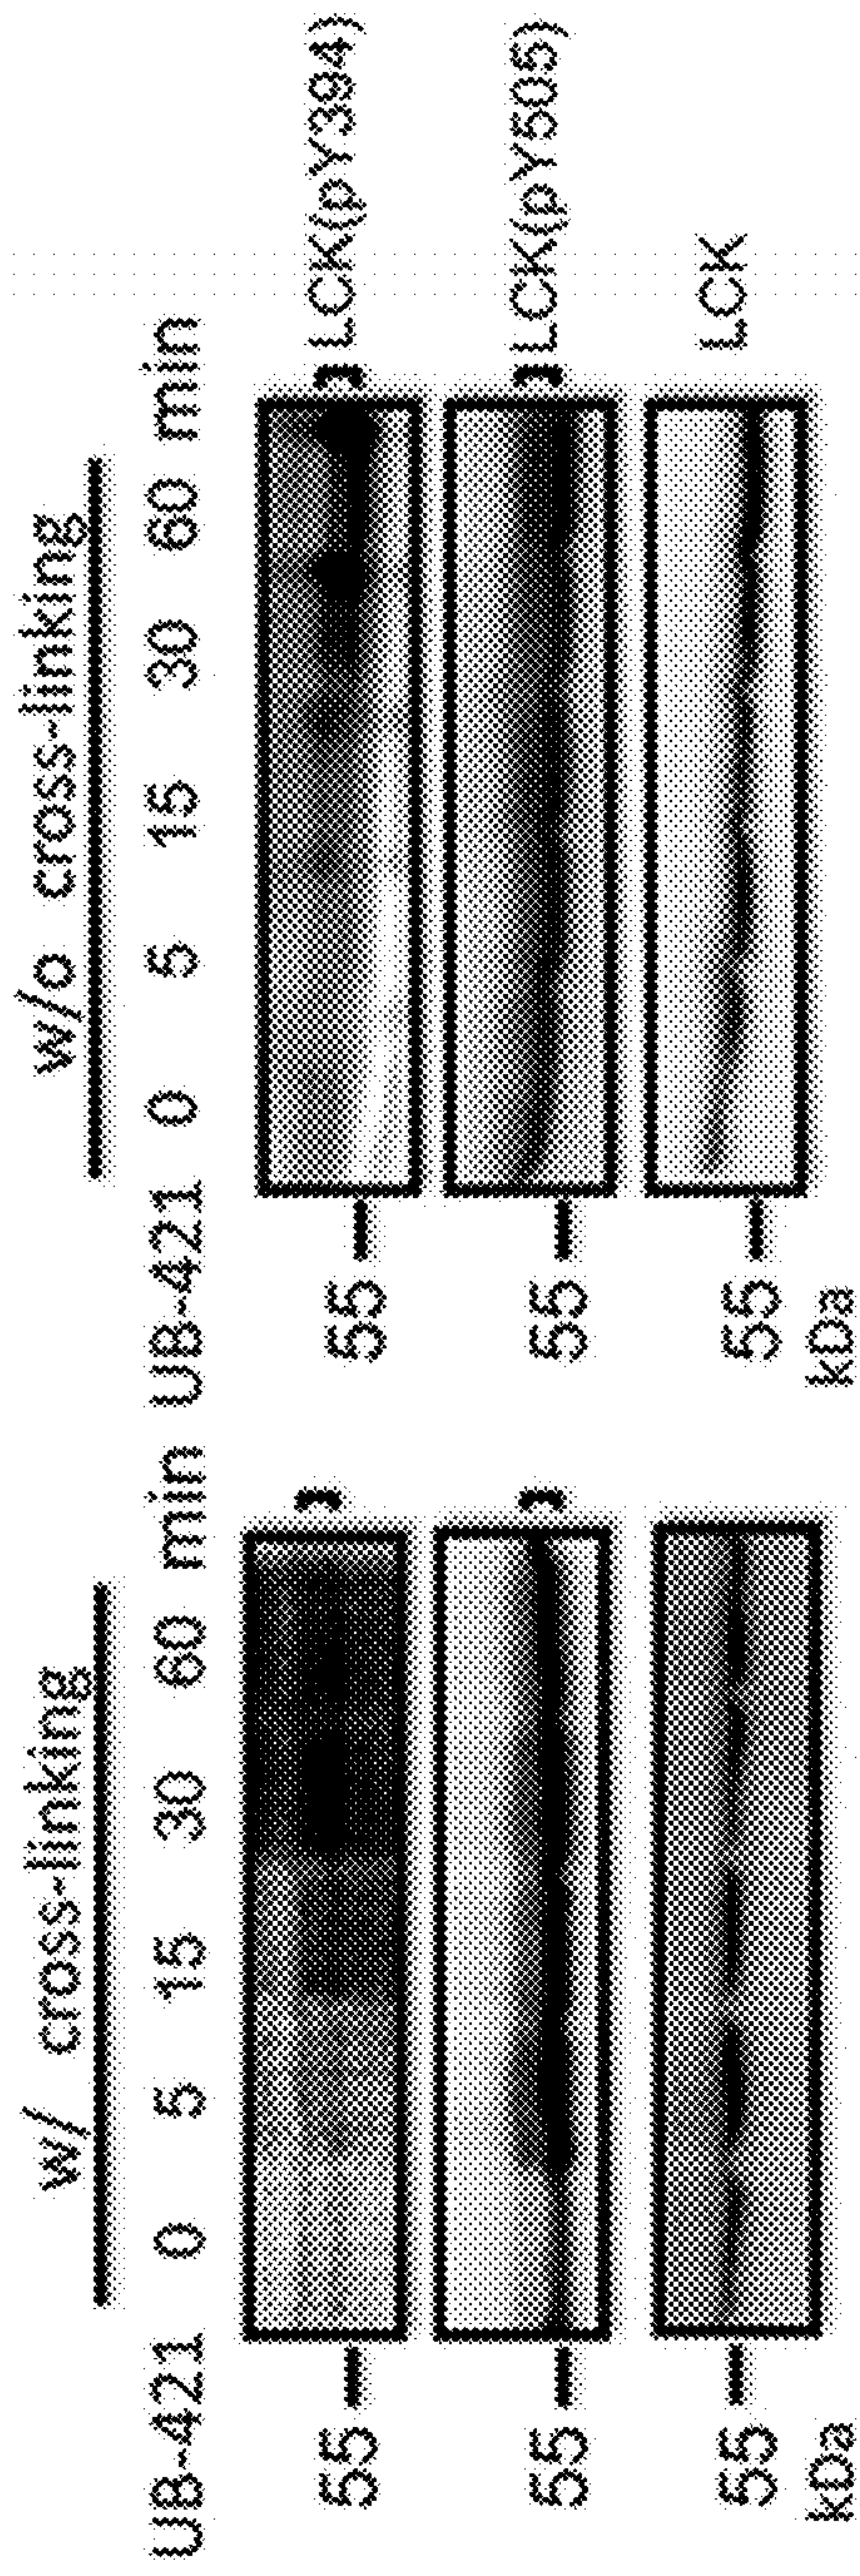 w/ cross-linking
UB-421 0 5 15 30 60 min
55
55
55
kDa
w/o cross-linking
UB-421 0 5 15 30 60 min
55 LCK(pY394)
55 LCK(pY505)
55 LCK
kDa